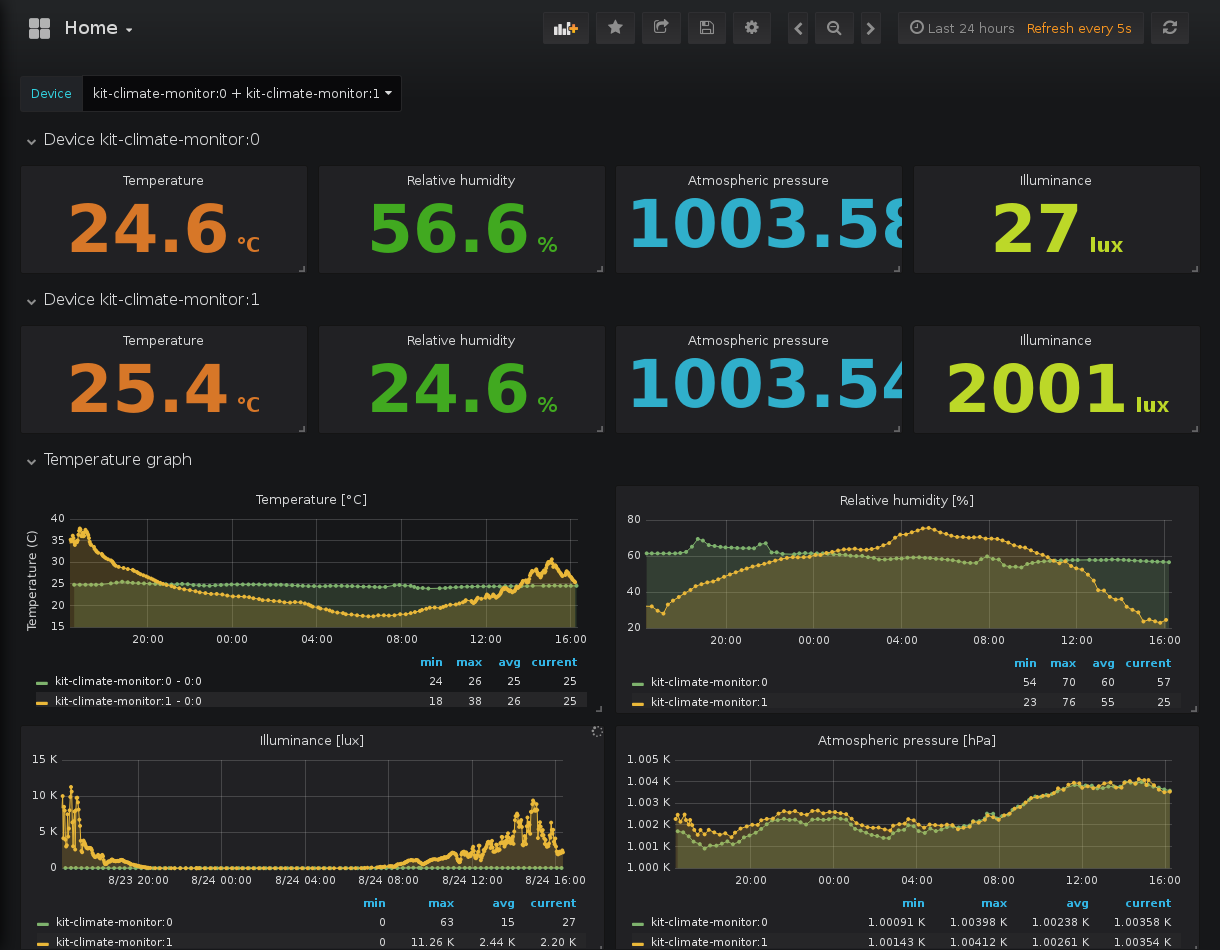 Home
Last 24 hours Refresh every 5s
Device kit-climate-monitor:0 + kit-climate-monitor:1
Device kit-climate-monitor:0
Temperature Relative humidity Atmospheric pressure Illuminance
24.6 °C 56.6 % 1003.58 27 lux
Device kit-climate-monitor:1
Temperature Relative humidity Atmospheric pressure Illuminance
25.4 °C 24.6 % 1003.54 2001 lux
Temperature graph
Temperature [°C]
Temperature (C)
40
35
30
25
20
15
20:00 00:00 04:00 08:00 12:00 16:00
min max avg current
kit-climate-monitor:0 - 0:0 24 26 25 25
kit-climate-monitor:1 - 0:0 18 38 26 25
Relative humidity [%]
80
60
40
20
20:00 00:00 04:00 08:00 12:00 16:00
min max avg current
kit-climate-monitor:0 54 70 60 57
kit-climate-monitor:1 23 76 55 25
Illuminance [lux]
15 K
10 K
5 K
0
8/23 20:00 8/24 00:00 8/24 04:00 8/24 08:00 8/24 12:00 8/24 16:00
min max avg current
kit-climate-monitor:0 0 63 15 27
kit-climate-monitor:1 0 11.26 K 2.44 K 2.20 K
Atmospheric pressure [hPa]
1.005 K
1.004 K
1.003 K
1.002 K
1.001 K
1.000 K
20:00 00:00 04:00 08:00 12:00 16:00
min max avg current
kit-climate-monitor:0 1.00091 K 1.00398 K 1.00238 K 1.00358 K
kit-climate-monitor:1 1.00143 K 1.00412 K 1.00261 K 1.00354 K